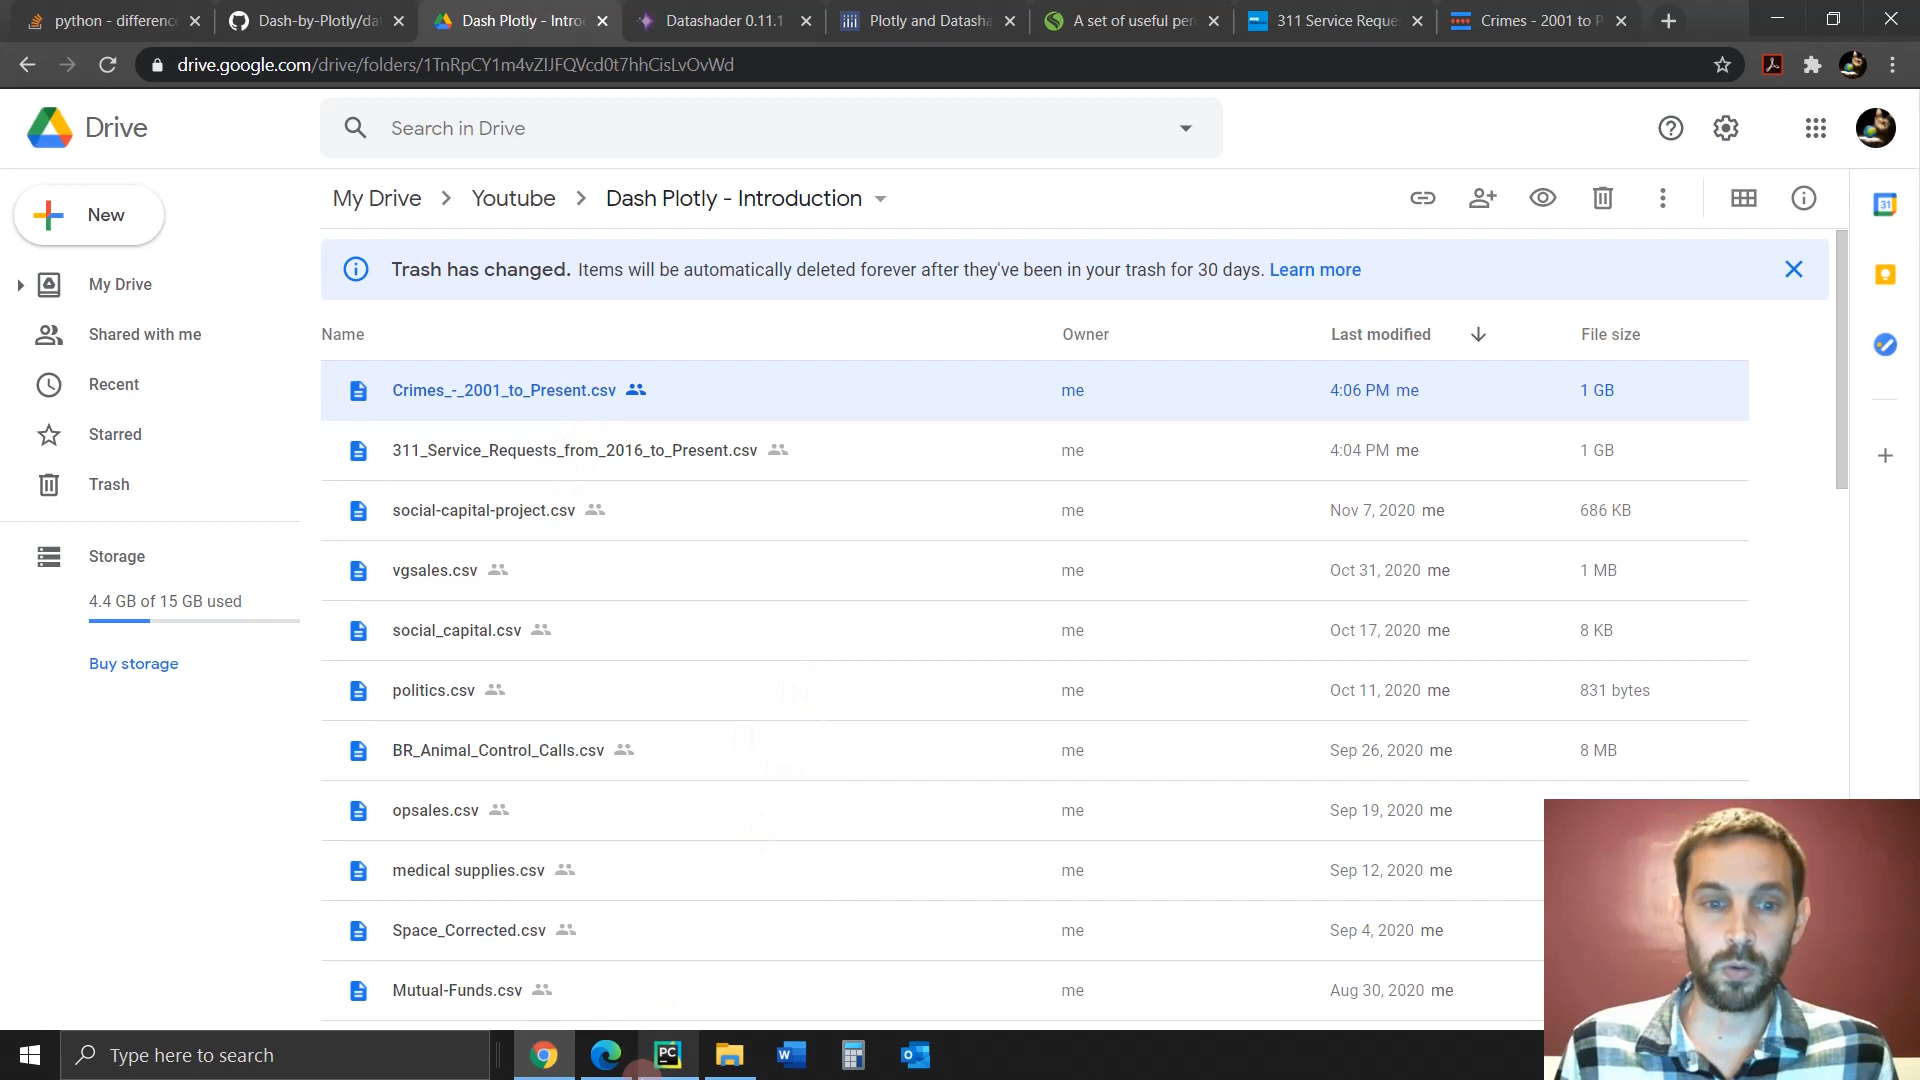 python - difference
Dash-by-Plotly/da
Dash Plotly - Intro
Datashader 0.11.1
Plotly and Datasha
A set of useful per
311 Service Reques
Crimes - 2001 to P
drive.google.com/drive/folders/1TnRpCY1m4vZIJFQVcd0t7hhCisLvOvWd
Drive
Search in Drive
New
My Drive
Shared with me
Recent
Starred
Trash
Storage
4.4 GB of 15 GB used
Buy storage
My Drive > Youtube > Dash Plotly - Introduction
Trash has changed. Items will be automatically deleted forever after they've been in your trash for 30 days. Learn more
Name Owner Last modified File size
Crimes_-_2001_to_Present.csv me 4:06 PM me 1 GB
311_Service_Requests_from_2016_to_Present.csv me 4:04 PM me 1 GB
social-capital-project.csv me Nov 7, 2020 me 686 KB
vgsales.csv me Oct 31, 2020 me 1 MB
social_capital.csv me Oct 17, 2020 me 8 KB
politics.csv me Oct 11, 2020 me 831 bytes
BR_Animal_Control_Calls.csv me Sep 26, 2020 me 8 MB
opsales.csv me Sep 19, 2020 me
medical supplies.csv me Sep 12, 2020 me
Space_Corrected.csv me Sep 4, 2020 me
Mutual-Funds.csv me Aug 30, 2020 me
31
Type here to search
PC
W
O